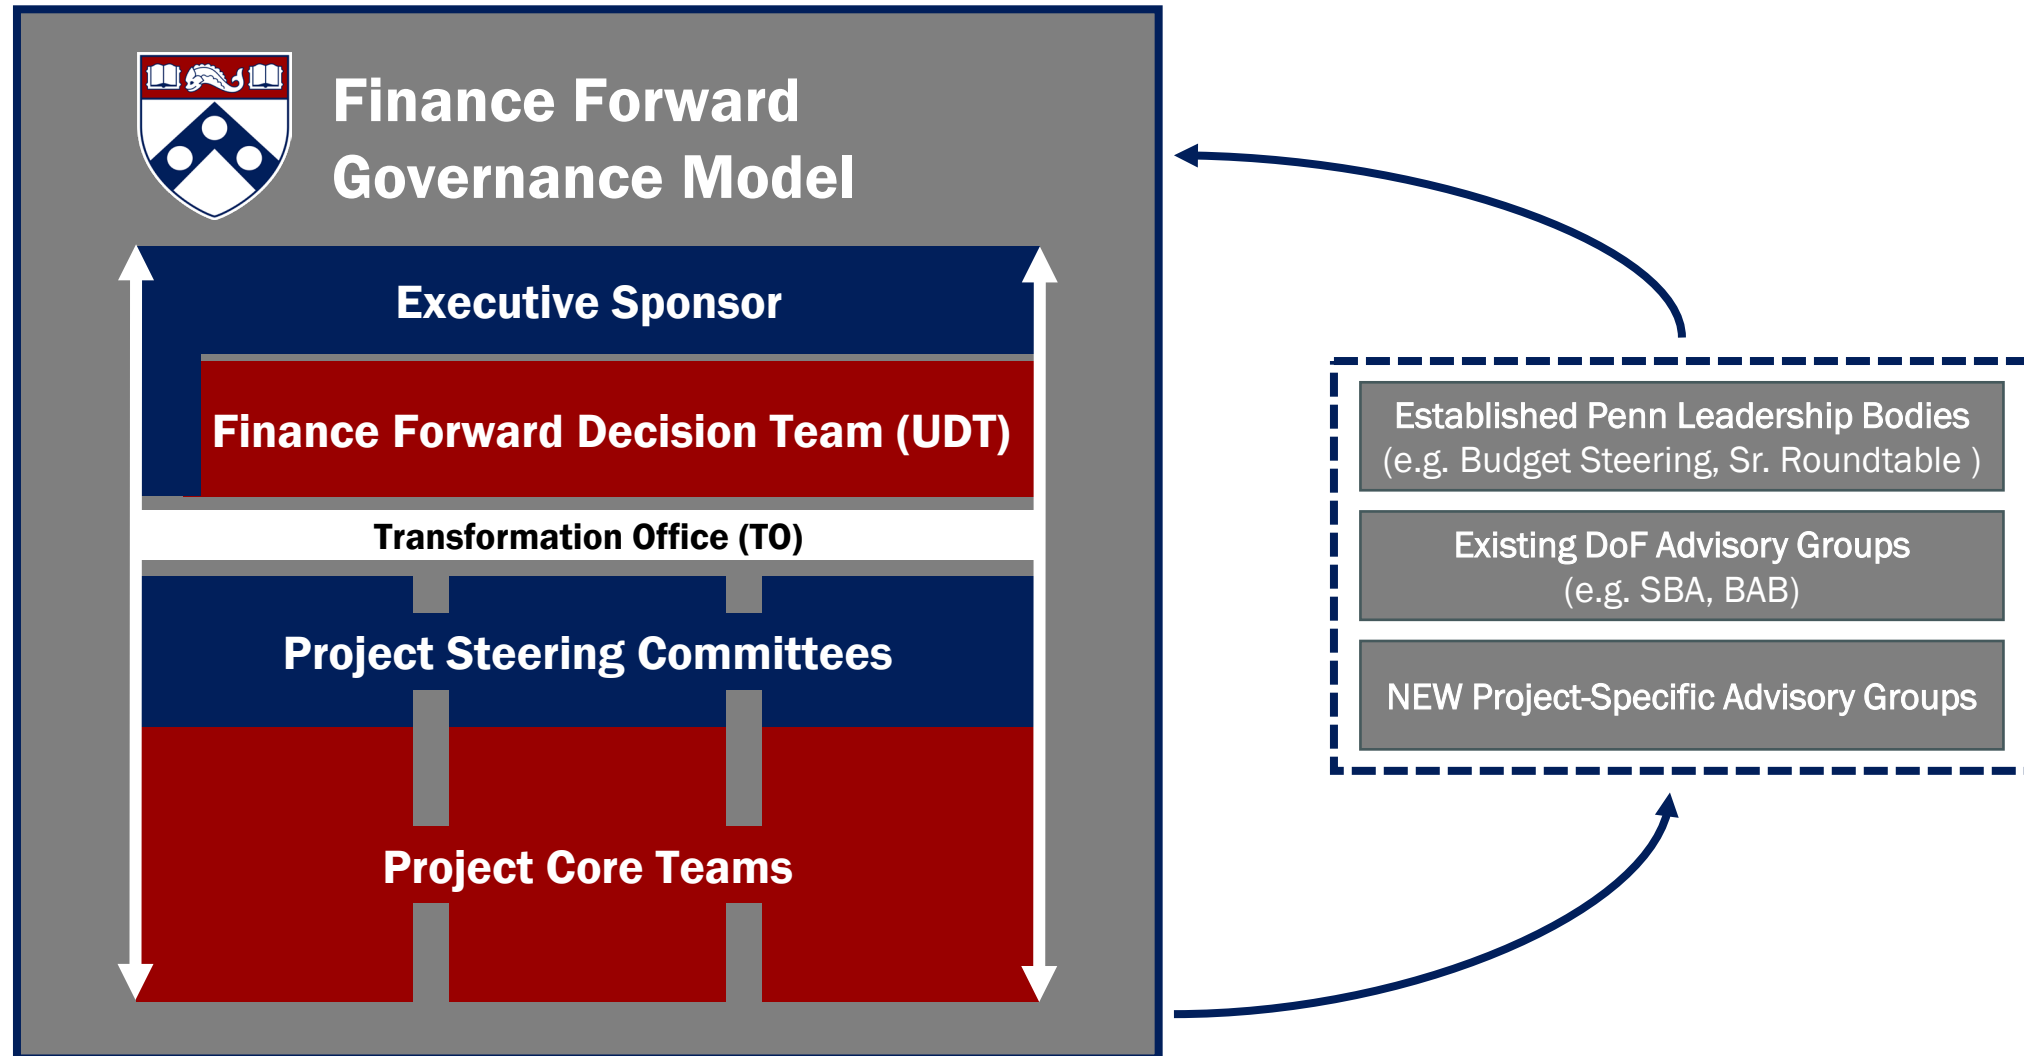 Finance Forward
Governance Model
Executive Sponsor
Finance Forward Decision Team (UDT)
Transformation Office (TO)
Project Steering Committees
Project Core Teams
Established Penn Leadership Bodies
(e.g. Budget Steering, Sr. Roundtable )
Existing DoF Advisory Groups
(e.g. SBA, BAB)
NEW Project-Specific Advisory Groups